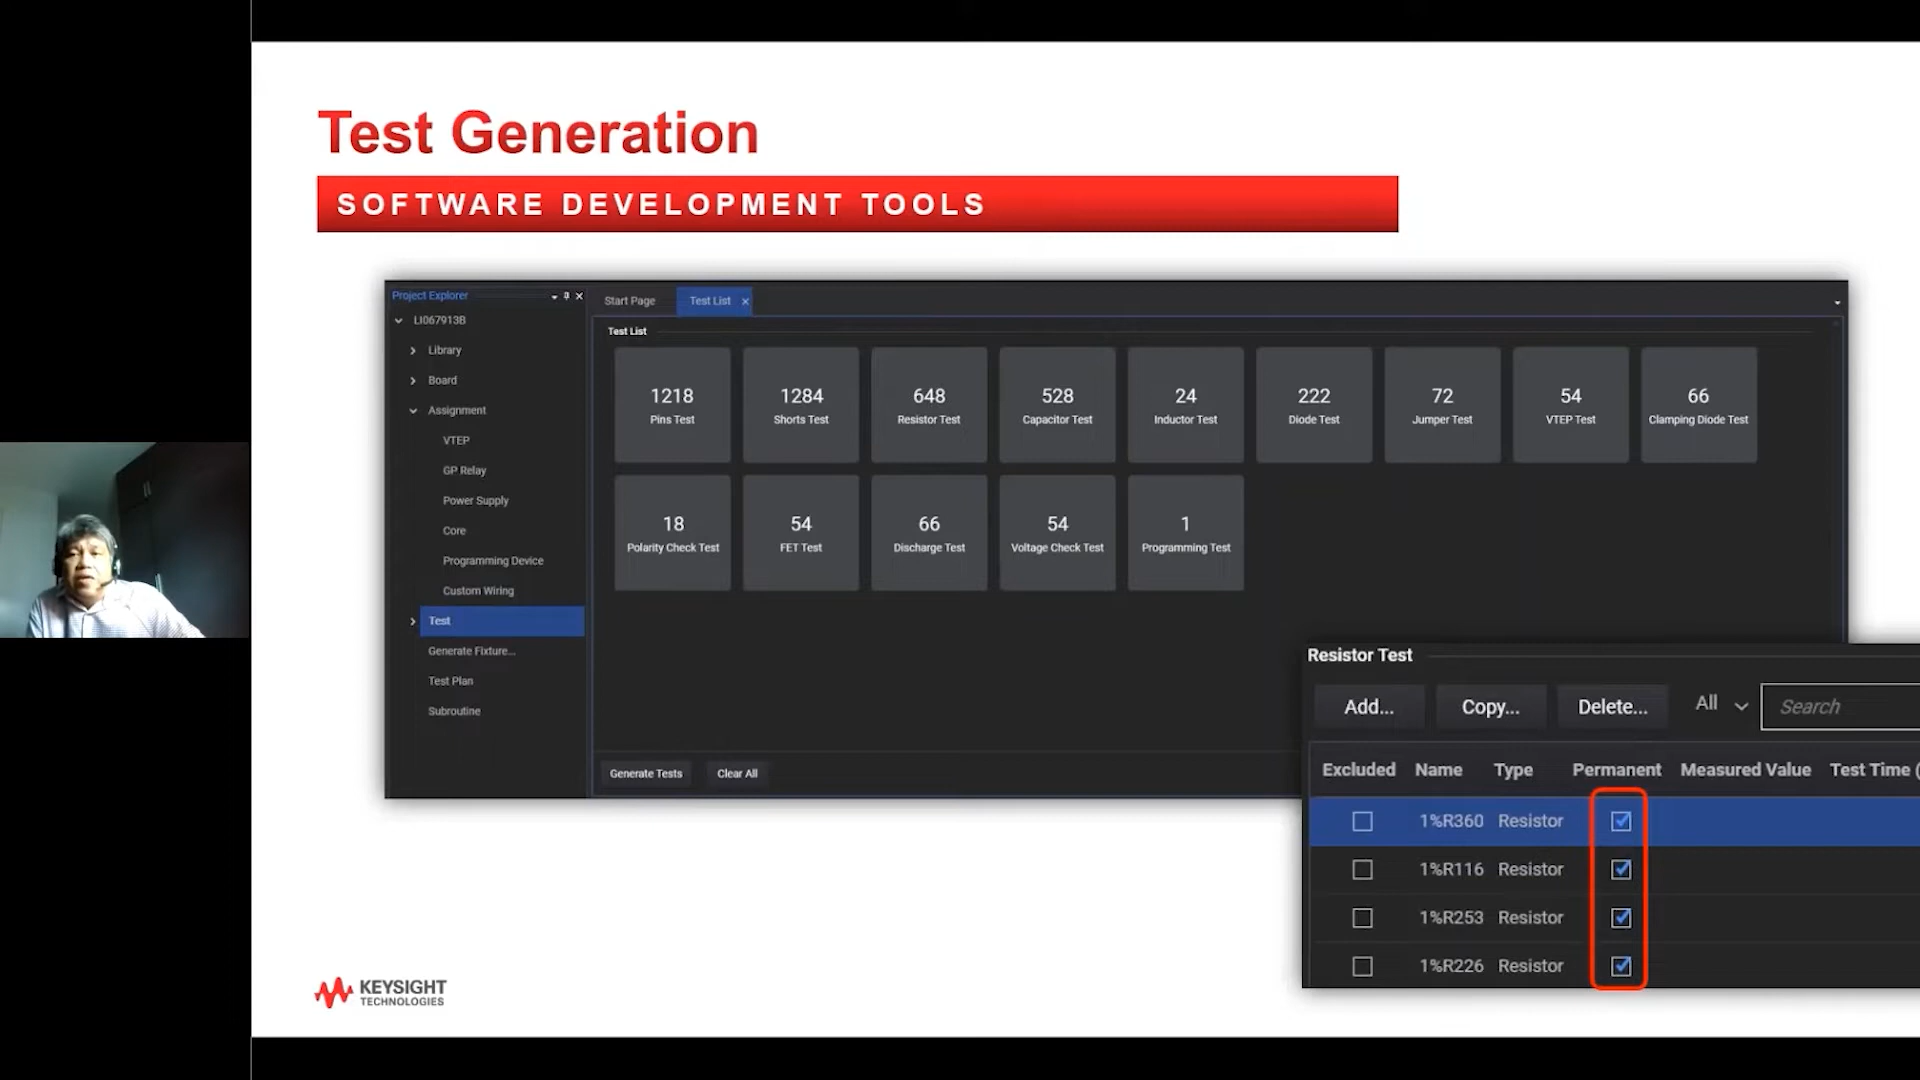 Test Generation
SOFTWARE DEVELOPMENT TOOLS
Project Explorer
LI067913B
Library
Board
Assignment
VTEP
GP Relay
Power Supply
Core
Programming Device
Custom Wiring
Test
Generate Fixture...
Test Plan
Subroutine
Start Page
Test List
Test List
1218
Pins Test
1284
Shorts Test
648
Resistor Test
528
Capacitor Test
24
Inductor Test
222
Diode Test
72
Jumper Test
54
VTEP Test
66
Clamping Diode Test
18
Polarity Check Test
54
FET Test
66
Discharge Test
54
Voltage Check Test
1
Programming Test
Generate Tests
Clear All
Resistor Test
Add...
Copy...
Delete...
All
Search
Excluded Name Type Permanent Measured Value Test Time (
1%R360 Resistor
1%R116 Resistor
1%R253 Resistor
1%R226 Resistor
KEYSIGHT
TECHNOLOGIES